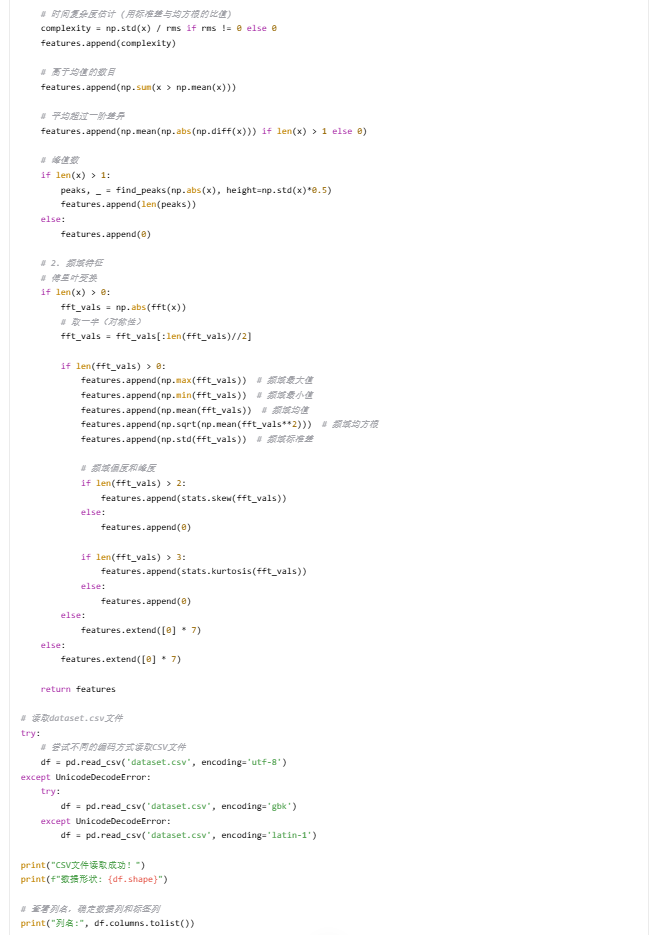 # 时间复杂度估计 (用标准差与均方根的比值)
complexity = np.std(x) / rms if rms != 0 else 0
features.append(complexity)
# 高于均值的数目
features.append(np.sum(x > np.mean(x)))
# 平均超过一阶差异
features.append(np.mean(np.abs(np.diff(x))) if len(x) > 1 else 0)
# 峰值数
if len(x) > 1:
peaks, _ = find_peaks(np.abs(x), height=np.std(x)*0.5)
features.append(len(peaks))
else:
features.append(0)
# 2. 频域特征
# 傅里叶变换
if len(x) > 0:
fft_vals = np.abs(fft(x))
# 取一半（对称性）
fft_vals = fft_vals[:len(fft_vals)//2]
if len(fft_vals) > 0:
features.append(np.max(fft_vals))  # 频域最大值
features.append(np.min(fft_vals))  # 频域最小值
features.append(np.mean(fft_vals))  # 频域均值
features.append(np.sqrt(np.mean(fft_vals**2)))  # 频域均方根
features.append(np.std(fft_vals))  # 频域标准差
# 频域偏度和峰度
if len(fft_vals) > 2:
features.append(stats.skew(fft_vals))
else:
features.append(0)
if len(fft_vals) > 3:
features.append(stats.kurtosis(fft_vals))
else:
features.append(0)
else:
features.extend([0] * 7)
else:
features.extend([0] * 7)
return features
# 读取dataset.csv文件
try:
# 尝试不同的编码方式读取CSV文件
df = pd.read_csv('dataset.csv', encoding='utf-8')
except UnicodeDecodeError:
try:
df = pd.read_csv('dataset.csv', encoding='gbk')
except UnicodeDecodeError:
df = pd.read_csv('dataset.csv', encoding='latin-1')
print("CSV文件读取成功！")
print(f"数据形状: {df.shape}")
# 查看列名，确定数据列和标签列
print("列名:", df.columns.tolist())